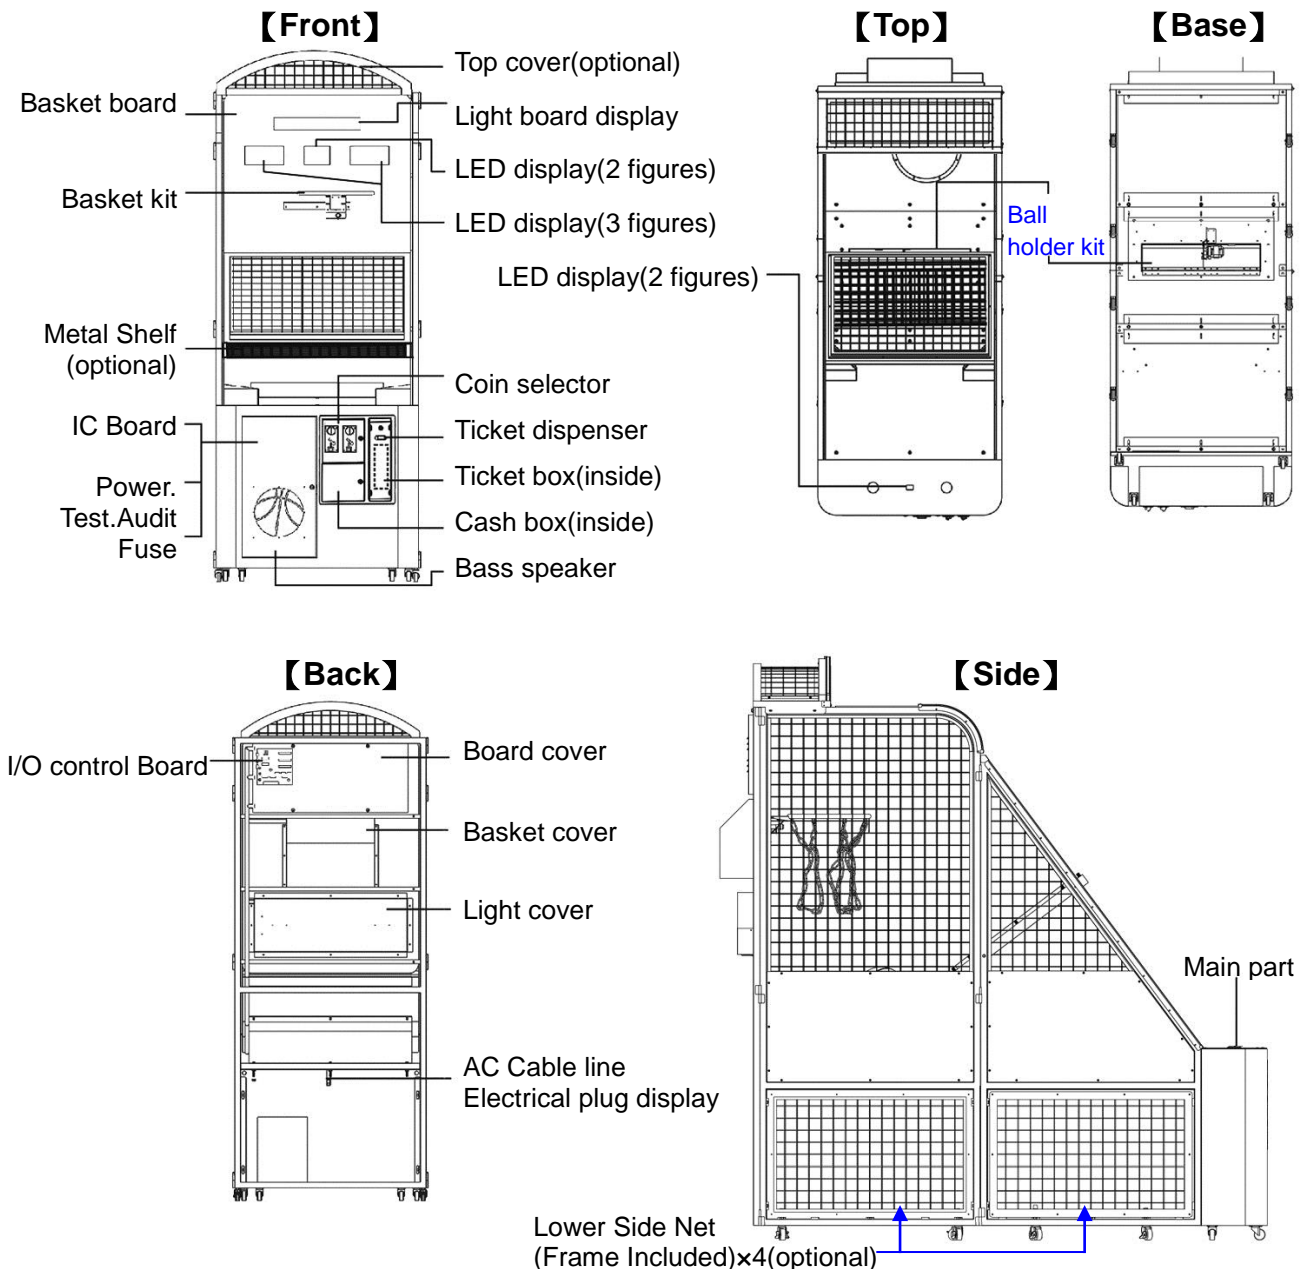 【Front】
Top cover(optional)
Basket board
Light board display
LED display(2 figures)
Basket kit
LED display(3 figures)
Metal Shelf
(optional)
Coin selector
IC Board
Ticket dispenser
Ticket box(inside)
Power.
Test.Audit
Fuse
Cash box(inside)
Bass speaker
【Top】
【Base】
Ball
holder kit
LED display(2 figures)
【Back】
I/O control Board
Board cover
Basket cover
Light cover
AC Cable line
Electrical plug display
【Side】
Main part
Lower Side Net
(Frame Included)×4(optional)